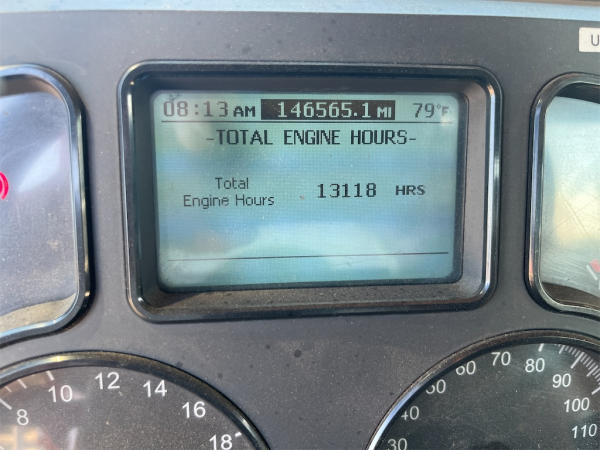 U
08:13 AM 146565.1 MI 79°F
-TOTAL ENGINE HOURS-
Total
Engine Hours 13118 HRS
8 10 12 14 16 18
30 40 50 60 70 80 90 100 110